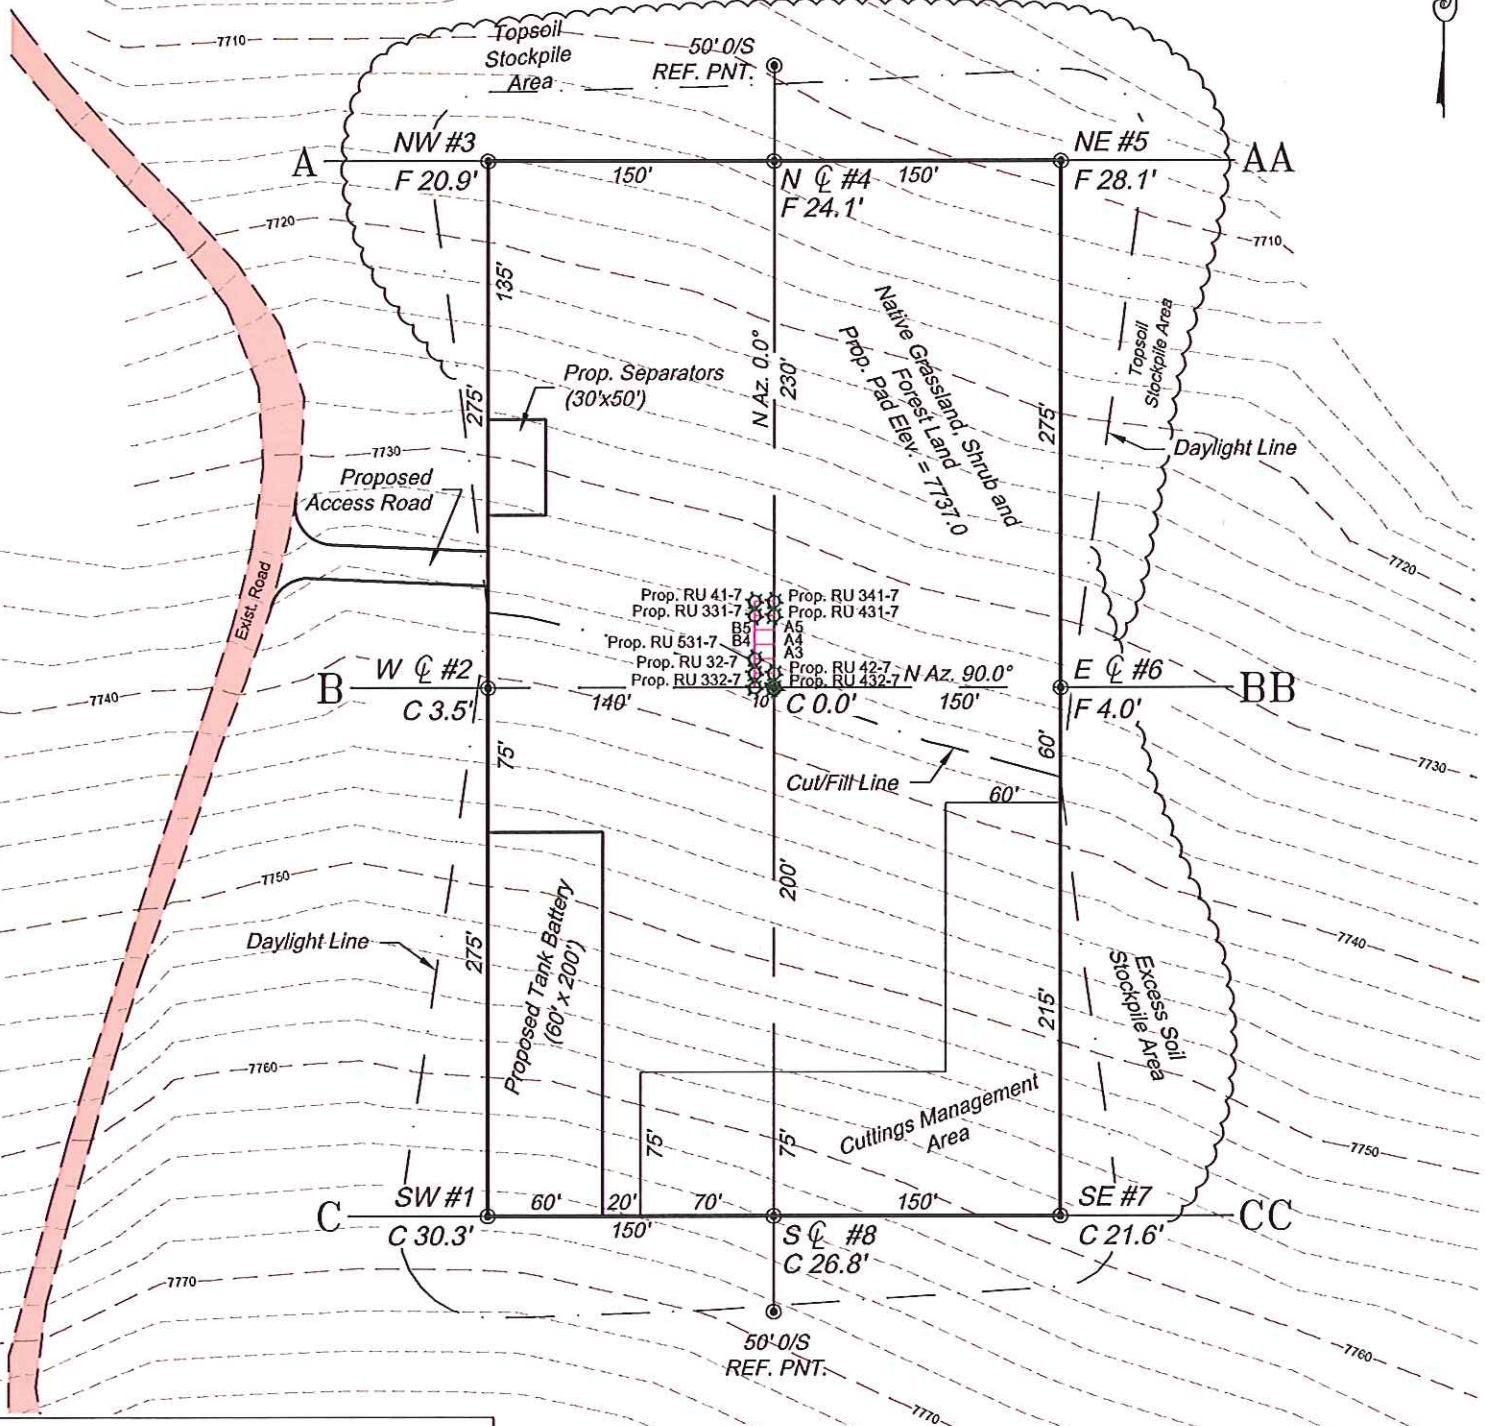 7710
Topsoil
Stockpile
Area
50' O/S
REF. PNT.
A
NW #3
F 20.9'
150'
N ℄ #4
F 24.1'
150'
NE #5
F 28.1'
AA
7720
7710
135'
275'
Prop. Separators
(30'x50')
N Az. 0.0°
230'
Native Grassland, Shrub and
Forest Land
Prop. Pad Elev. = 7737.0
275'
Topsoil
Stockpile Area
Daylight Line
7730
Proposed
Access Road
Exist. Road
7720
Prop. RU 41-7
Prop. RU 341-7
Prop. RU 331-7
Prop. RU 431-7
B5
A5
B4
A4
Prop. RU 531-7
A3
Prop. RU 32-7
Prop. RU 42-7
Prop. RU 332-7
Prop. RU 432-7
N Az. 90.0°
B
W ℄ #2
C 3.5'
140'
10'
C 0.0'
150'
E ℄ #6
F 4.0'
BB
7740
75'
60'
Cut/Fill Line
60'
7730
7750
200'
Daylight Line
275'
Proposed Tank Battery
(60' x 200')
215'
Excess Soil
Stockpile Area
7740
7760
75'
75'
Cuttings Management
Area
7750
C
SW #1
C 30.3'
60'
20'
70'
150'
150'
S ℄ #8
C 26.8'
SE #7
C 21.6'
CC
7770
50' O/S
REF. PNT.
7760
7770